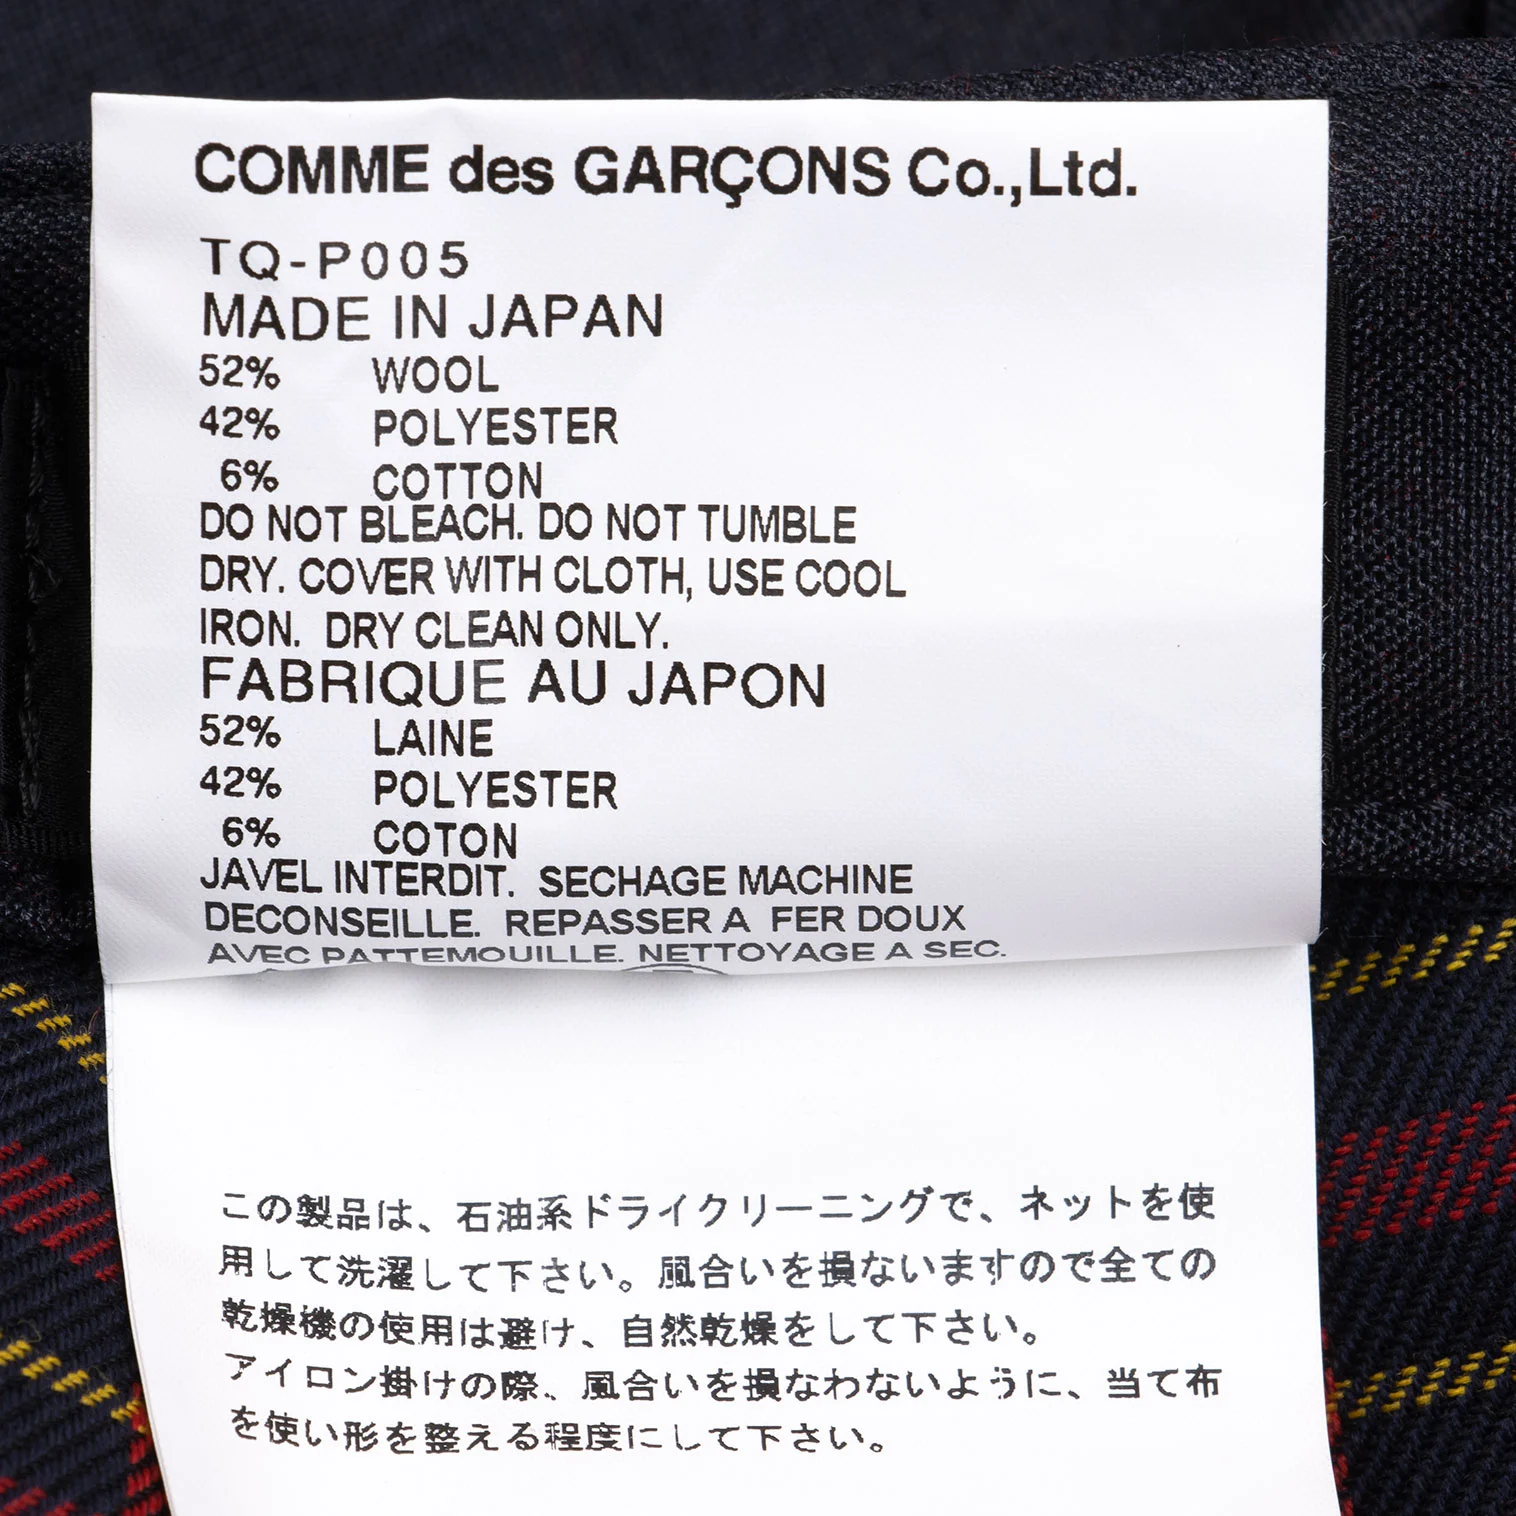 COMME des GARÇONS Co.,Ltd.
TQ-P005
MADE IN JAPAN
52% WOOL
42% POLYESTER
6% COTTON
DO NOT BLEACH. DO NOT TUMBLE
DRY. COVER WITH CLOTH, USE COOL
IRON. DRY CLEAN ONLY.
FABRIQUE AU JAPON
52% LAINE
42% POLYESTER
6% COTON
JAVEL INTERDIT. SECHAGE MACHINE
DECONSEILLE. REPASSER A FER DOUX
AVEC PATTEMOUILLE. NETTOYAGE A SEC.
この製品は、石油系ドライクリーニングで、ネットを使
用して洗濯して下さい。風合いを損ないますので全ての
乾燥機の使用は避け、自然乾燥をして下さい。
アイロン掛けの際、風合いを損なわないように、当て布
を使い形を整える程度にして下さい。